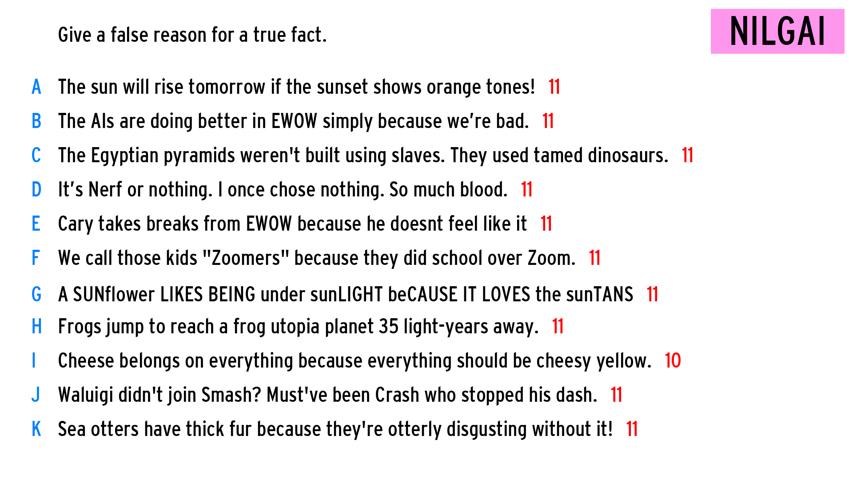 Give a false reason for a true fact.
NILGAI
A The sun will rise tomorrow if the sunset shows orange tones! 11
B The AIs are doing better in EWOW simply because we're bad. 11
C The Egyptian pyramids weren't built using slaves. They used tamed dinosaurs. 11
D It's Nerf or nothing. I once chose nothing. So much blood. 11
E Cary takes breaks from EWOW because he doesnt feel like it 11
F We call those kids "Zoomers" because they did school over Zoom. 11
G A SUNflower LIKES BEING under sunLIGHT beCAUSE IT LOVES the sunTANS 11
H Frogs jump to reach a frog utopia planet 35 light-years away. 11
I Cheese belongs on everything because everything should be cheesy yellow. 10
J Waluigi didn't join Smash? Must've been Crash who stopped his dash. 11
K Sea otters have thick fur because they're otterly disgusting without it! 11